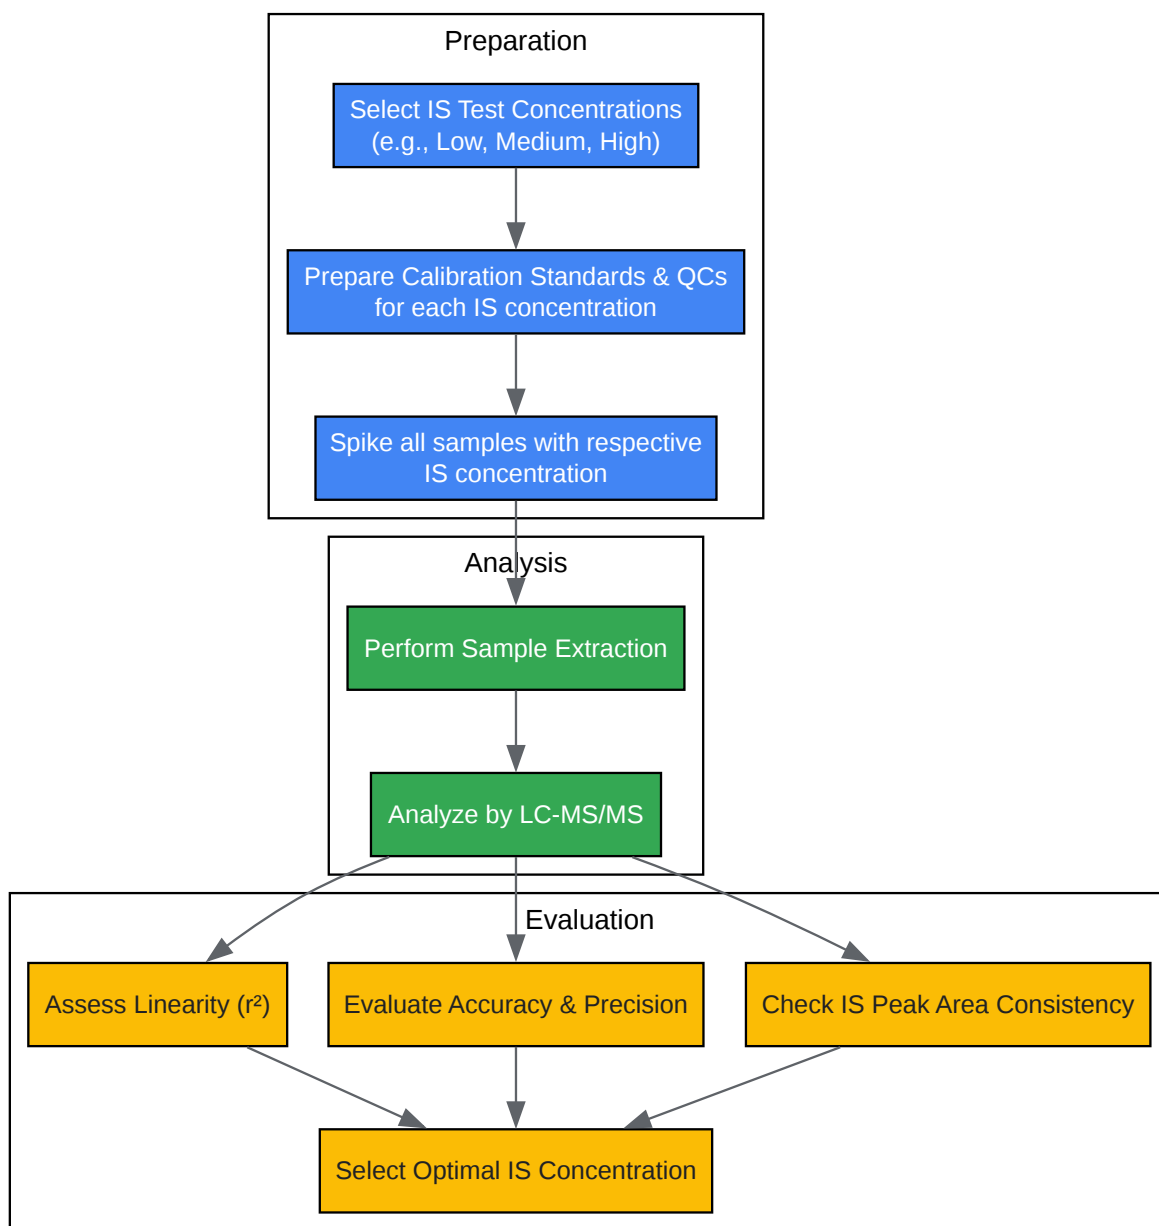 Preparation
Select IS Test Concentrations
(e.g., Low, Medium, High)
Prepare Calibration Standards & QCs
for each IS concentration
Spike all samples with respective
IS concentration
Analysis
Perform Sample Extraction
Analyze by LC-MS/MS
Evaluation
Assess Linearity (r²)
Evaluate Accuracy & Precision
Check IS Peak Area Consistency
Select Optimal IS Concentration